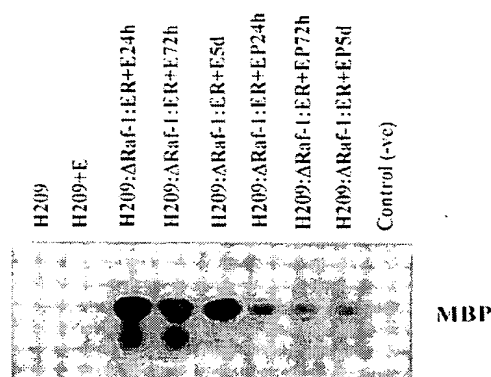 H209
H209+E
H209:ΔRaf-1:ER+E24h
H209:ΔRaf-1:ER+E72h
H209:ΔRaf-1:ER+E5d
H209:ΔRaf-1:ER+EP24h
H209:ΔRaf-1:ER+EP72h
H209:ΔRaf-1:ER+EP5d
Control (-ve)
MBP